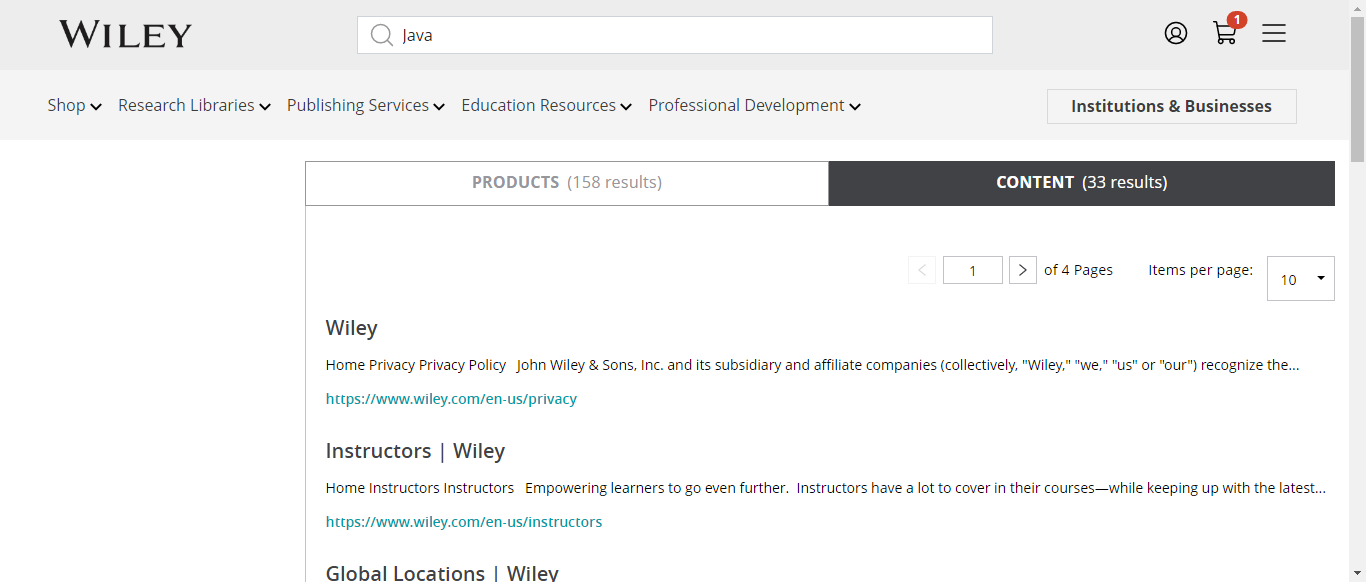 WILEY
Java
1
Shop Research Libraries Publishing Services Education Resources Professional Development
Institutions & Businesses
PRODUCTS (158 results)
CONTENT (33 results)
1 of 4 Pages Items per page: 10
Wiley
Home Privacy Privacy Policy John Wiley & Sons, Inc. and its subsidiary and affiliate companies (collectively, "Wiley," "we," "us" or "our") recognize the...
https://www.wiley.com/en-us/privacy
Instructors | Wiley
Home Instructors Instructors Empowering learners to go even further. Instructors have a lot to cover in their courses—while keeping up with the latest...
https://www.wiley.com/en-us/instructors
Global Locations | Wiley